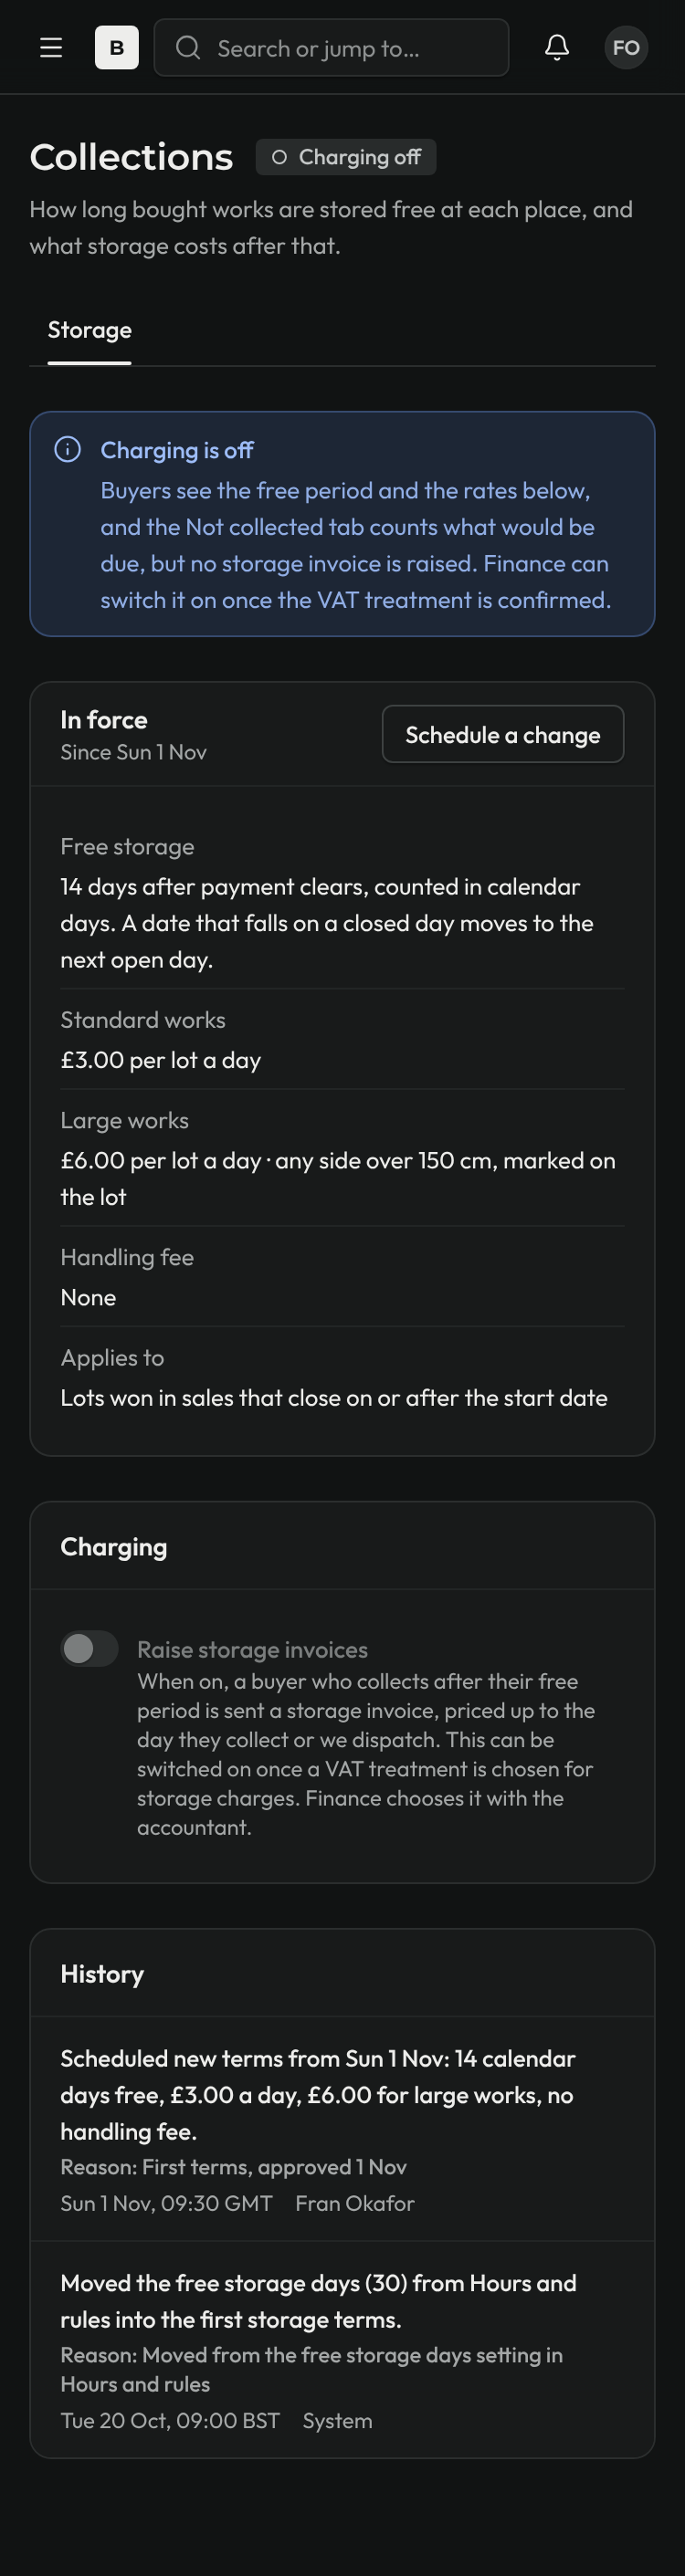 B
Search or jump to...
FO
Collections
Charging off
How long bought works are stored free at each place, and
what storage costs after that.
Storage
Charging is off
Buyers see the free period and the rates below,
and the Not collected tab counts what would be
due, but no storage invoice is raised. Finance can
switch it on once the VAT treatment is confirmed.
In force
Since Sun 1 Nov
Schedule a change
Free storage
14 days after payment clears, counted in calendar
days. A date that falls on a closed day moves to the
next open day.
Standard works
£3.00 per lot a day
Large works
£6.00 per lot a day · any side over 150 cm, marked on
the lot
Handling fee
None
Applies to
Lots won in sales that close on or after the start date
Charging
Raise storage invoices
When on, a buyer who collects after their free
period is sent a storage invoice, priced up to the
day they collect or we dispatch. This can be
switched on once a VAT treatment is chosen for
storage charges. Finance chooses it with the
accountant.
History
Scheduled new terms from Sun 1 Nov: 14 calendar
days free, £3.00 a day, £6.00 for large works, no
handling fee.
Reason: First terms, approved 1 Nov
Sun 1 Nov, 09:30 GMT Fran Okafor
Moved the free storage days (30) from Hours and
rules into the first storage terms.
Reason: Moved from the free storage days setting in
Hours and rules
Tue 20 Oct, 09:00 BST System